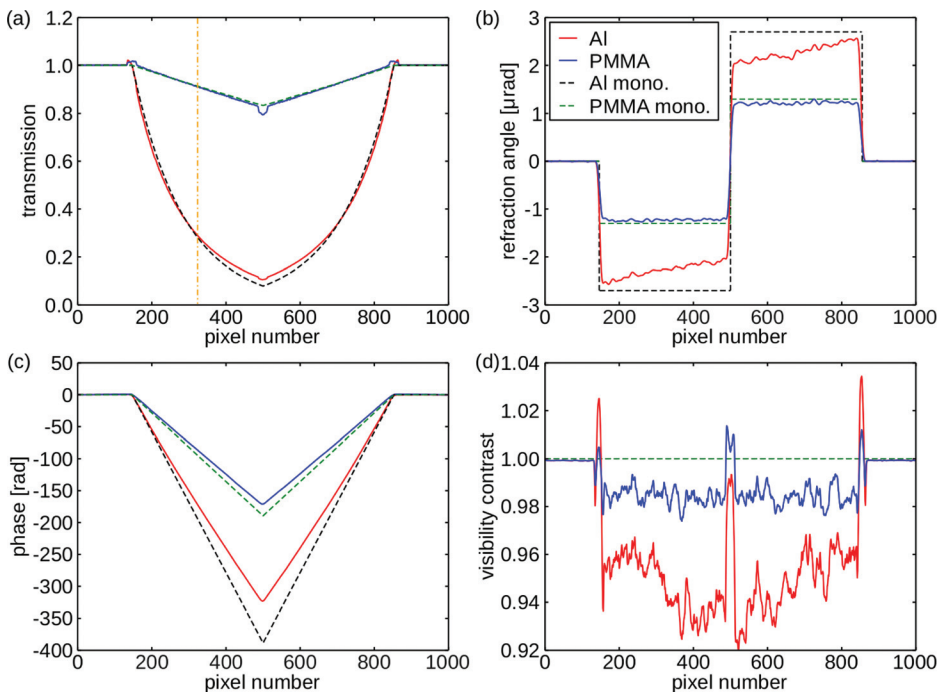 (a)
transmission
1.2
1.0
0.8
0.6
0.4
0.2
0.0
0 200 400 600 800 1000
pixel number
(b)
refraction angle [μrad]
3
2
1
0
-1
-2
-3
Al
PMMA
Al mono.
PMMA mono.
0 200 400 600 800 1000
pixel number
(c)
phase [rad]
50
0
-50
-100
-150
-200
-250
-300
-350
-400
0 200 400 600 800 1000
pixel number
(d)
visibility contrast
1.04
1.02
1.00
0.98
0.96
0.94
0.92
0 200 400 600 800 1000
pixel number